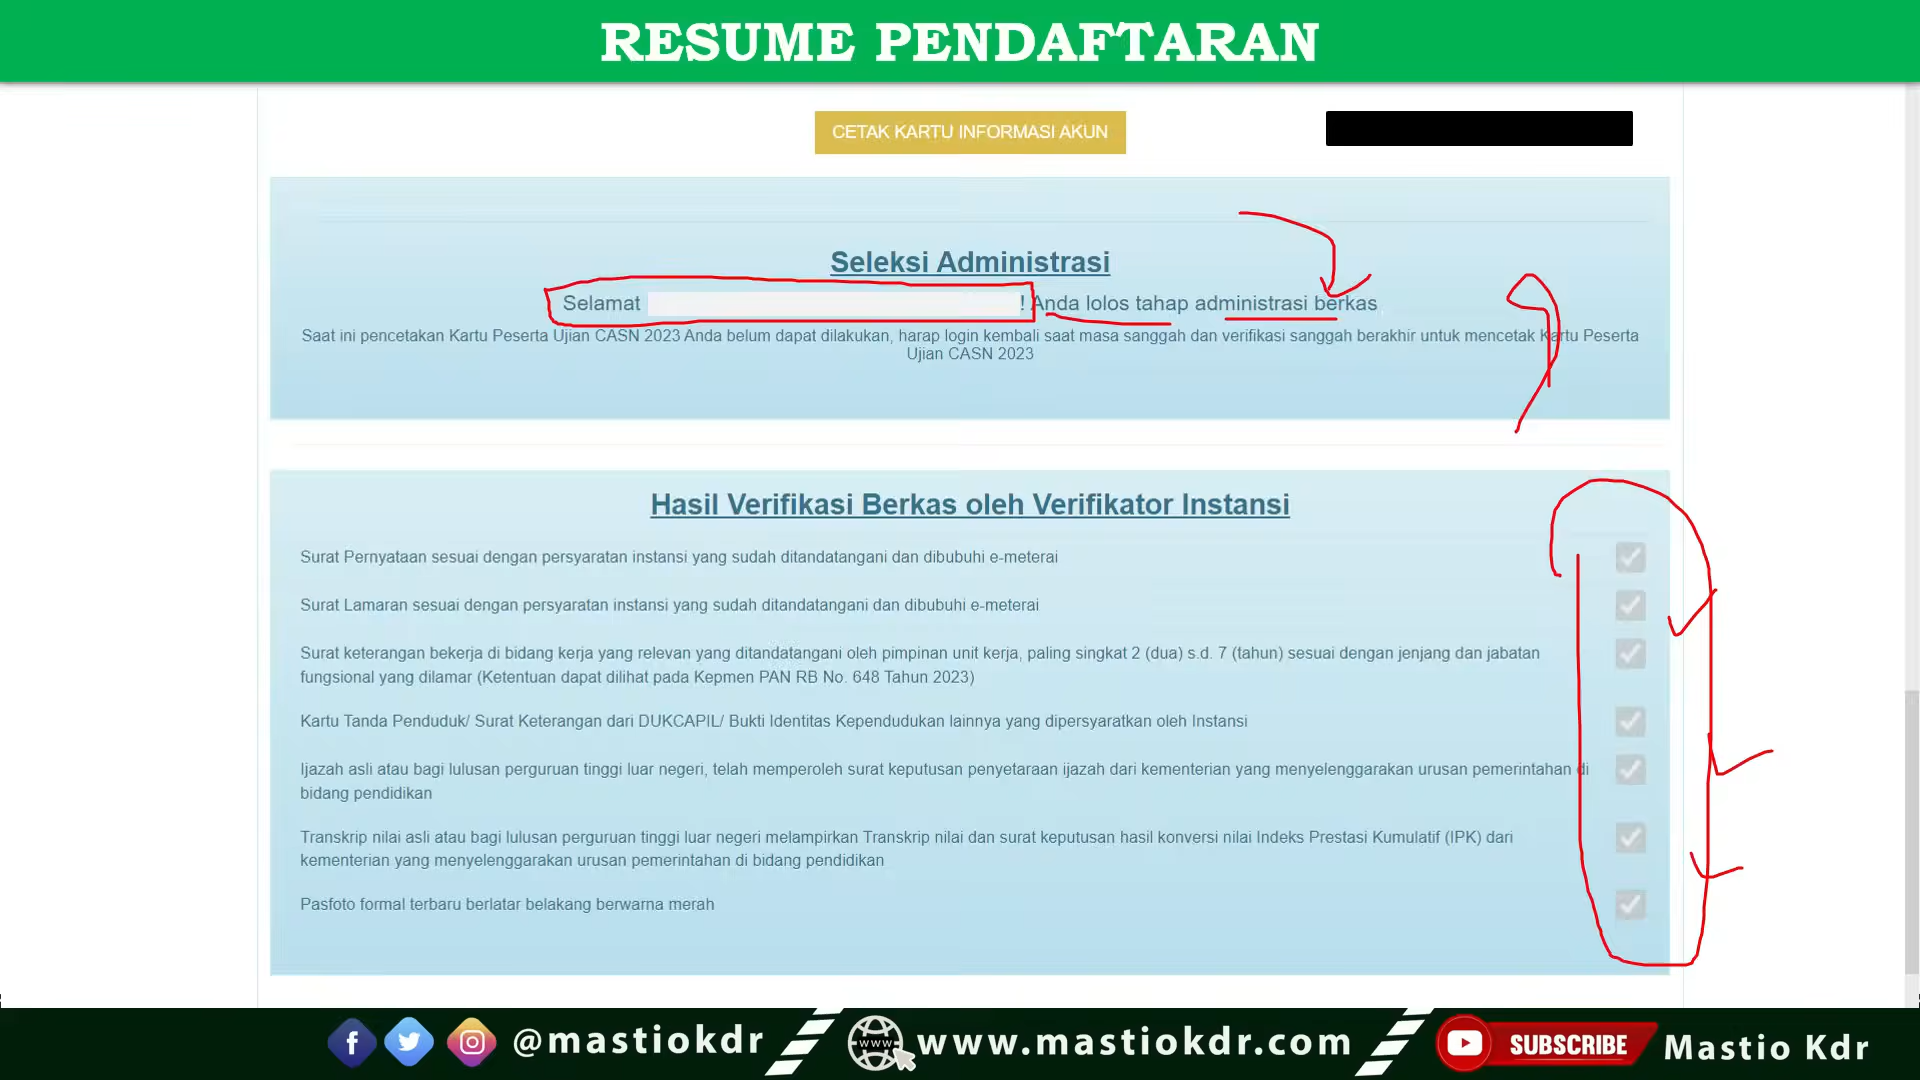 RESUME PENDAFTARAN
CETAK KARTU INFORMASI AKUN
Seleksi Administrasi
Selamat ! Anda lolos tahap administrasi berkas
Saat ini pencetakan Kartu Peserta Ujian CASN 2023 Anda belum dapat dilakukan, harap login kembali saat masa sanggah dan verifikasi sanggah berakhir untuk mencetak Kartu Peserta
Ujian CASN 2023
Hasil Verifikasi Berkas oleh Verifikator Instansi
Surat Pernyataan sesuai dengan persyaratan instansi yang sudah ditandatangani dan dibubuhi e-meterai
Surat Lamaran sesuai dengan persyaratan instansi yang sudah ditandatangani dan dibubuhi e-meterai
Surat keterangan bekerja di bidang kerja yang relevan yang ditandatangani oleh pimpinan unit kerja, paling singkat 2 (dua) s.d. 7 (tahun) sesuai dengan jenjang dan jabatan
fungsional yang dilamar (Ketentuan dapat dilihat pada Kepmen PAN RB No. 648 Tahun 2023)
Kartu Tanda Penduduk/ Surat Keterangan dari DUKCAPIL/ Bukti Identitas Kependudukan lainnya yang dipersyaratkan oleh Instansi
Ijazah asli atau bagi lulusan perguruan tinggi luar negeri, telah memperoleh surat keputusan penyetaraan ijazah dari kementerian yang menyelenggarakan urusan pemerintahan di
bidang pendidikan
Transkrip nilai asli atau bagi lulusan perguruan tinggi luar negeri melampirkan Transkrip nilai dan surat keputusan hasil konversi nilai Indeks Prestasi Kumulatif (IPK) dari
kementerian yang menyelenggarakan urusan pemerintahan di bidang pendidikan
Pasfoto formal terbaru berlatar belakang berwarna merah
@mastiokdr www www.mastiokdr.com SUBSCRIBE Mastio Kdr